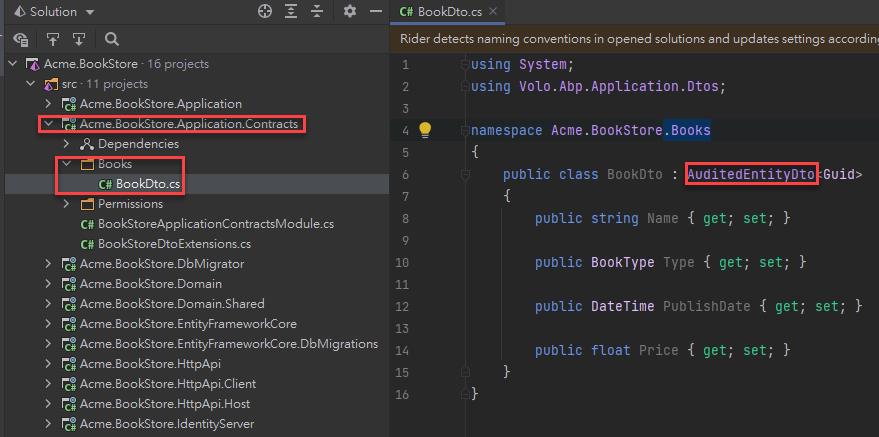 Solution
Acme.BookStore · 16 projects
src · 11 projects
Acme.BookStore.Application
Acme.BookStore.Application.Contracts
Dependencies
Books
C# BookDto.cs
Permissions
C# BookStoreApplicationContractsModule.cs
C# BookStoreDtoExtensions.cs
Acme.BookStore.DbMigrator
Acme.BookStore.Domain
Acme.BookStore.Domain.Shared
Acme.BookStore.EntityFrameworkCore
Acme.BookStore.EntityFrameworkCore.DbMigrations
Acme.BookStore.HttpApi
Acme.BookStore.HttpApi.Client
Acme.BookStore.HttpApi.Host
Acme.BookStore.IdentityServer
C# BookDto.cs
Rider detects naming conventions in opened solutions and updates settings according
1 using System;
2 using Volo.Abp.Application.Dtos;
3
4 namespace Acme.BookStore.Books
5 {
6 public class BookDto : AuditedEntityDto<Guid>
7 {
8 public string Name { get; set; }
9
10 public BookType Type { get; set; }
11
12 public DateTime PublishDate { get; set; }
13
14 public float Price { get; set; }
15 }
16 }